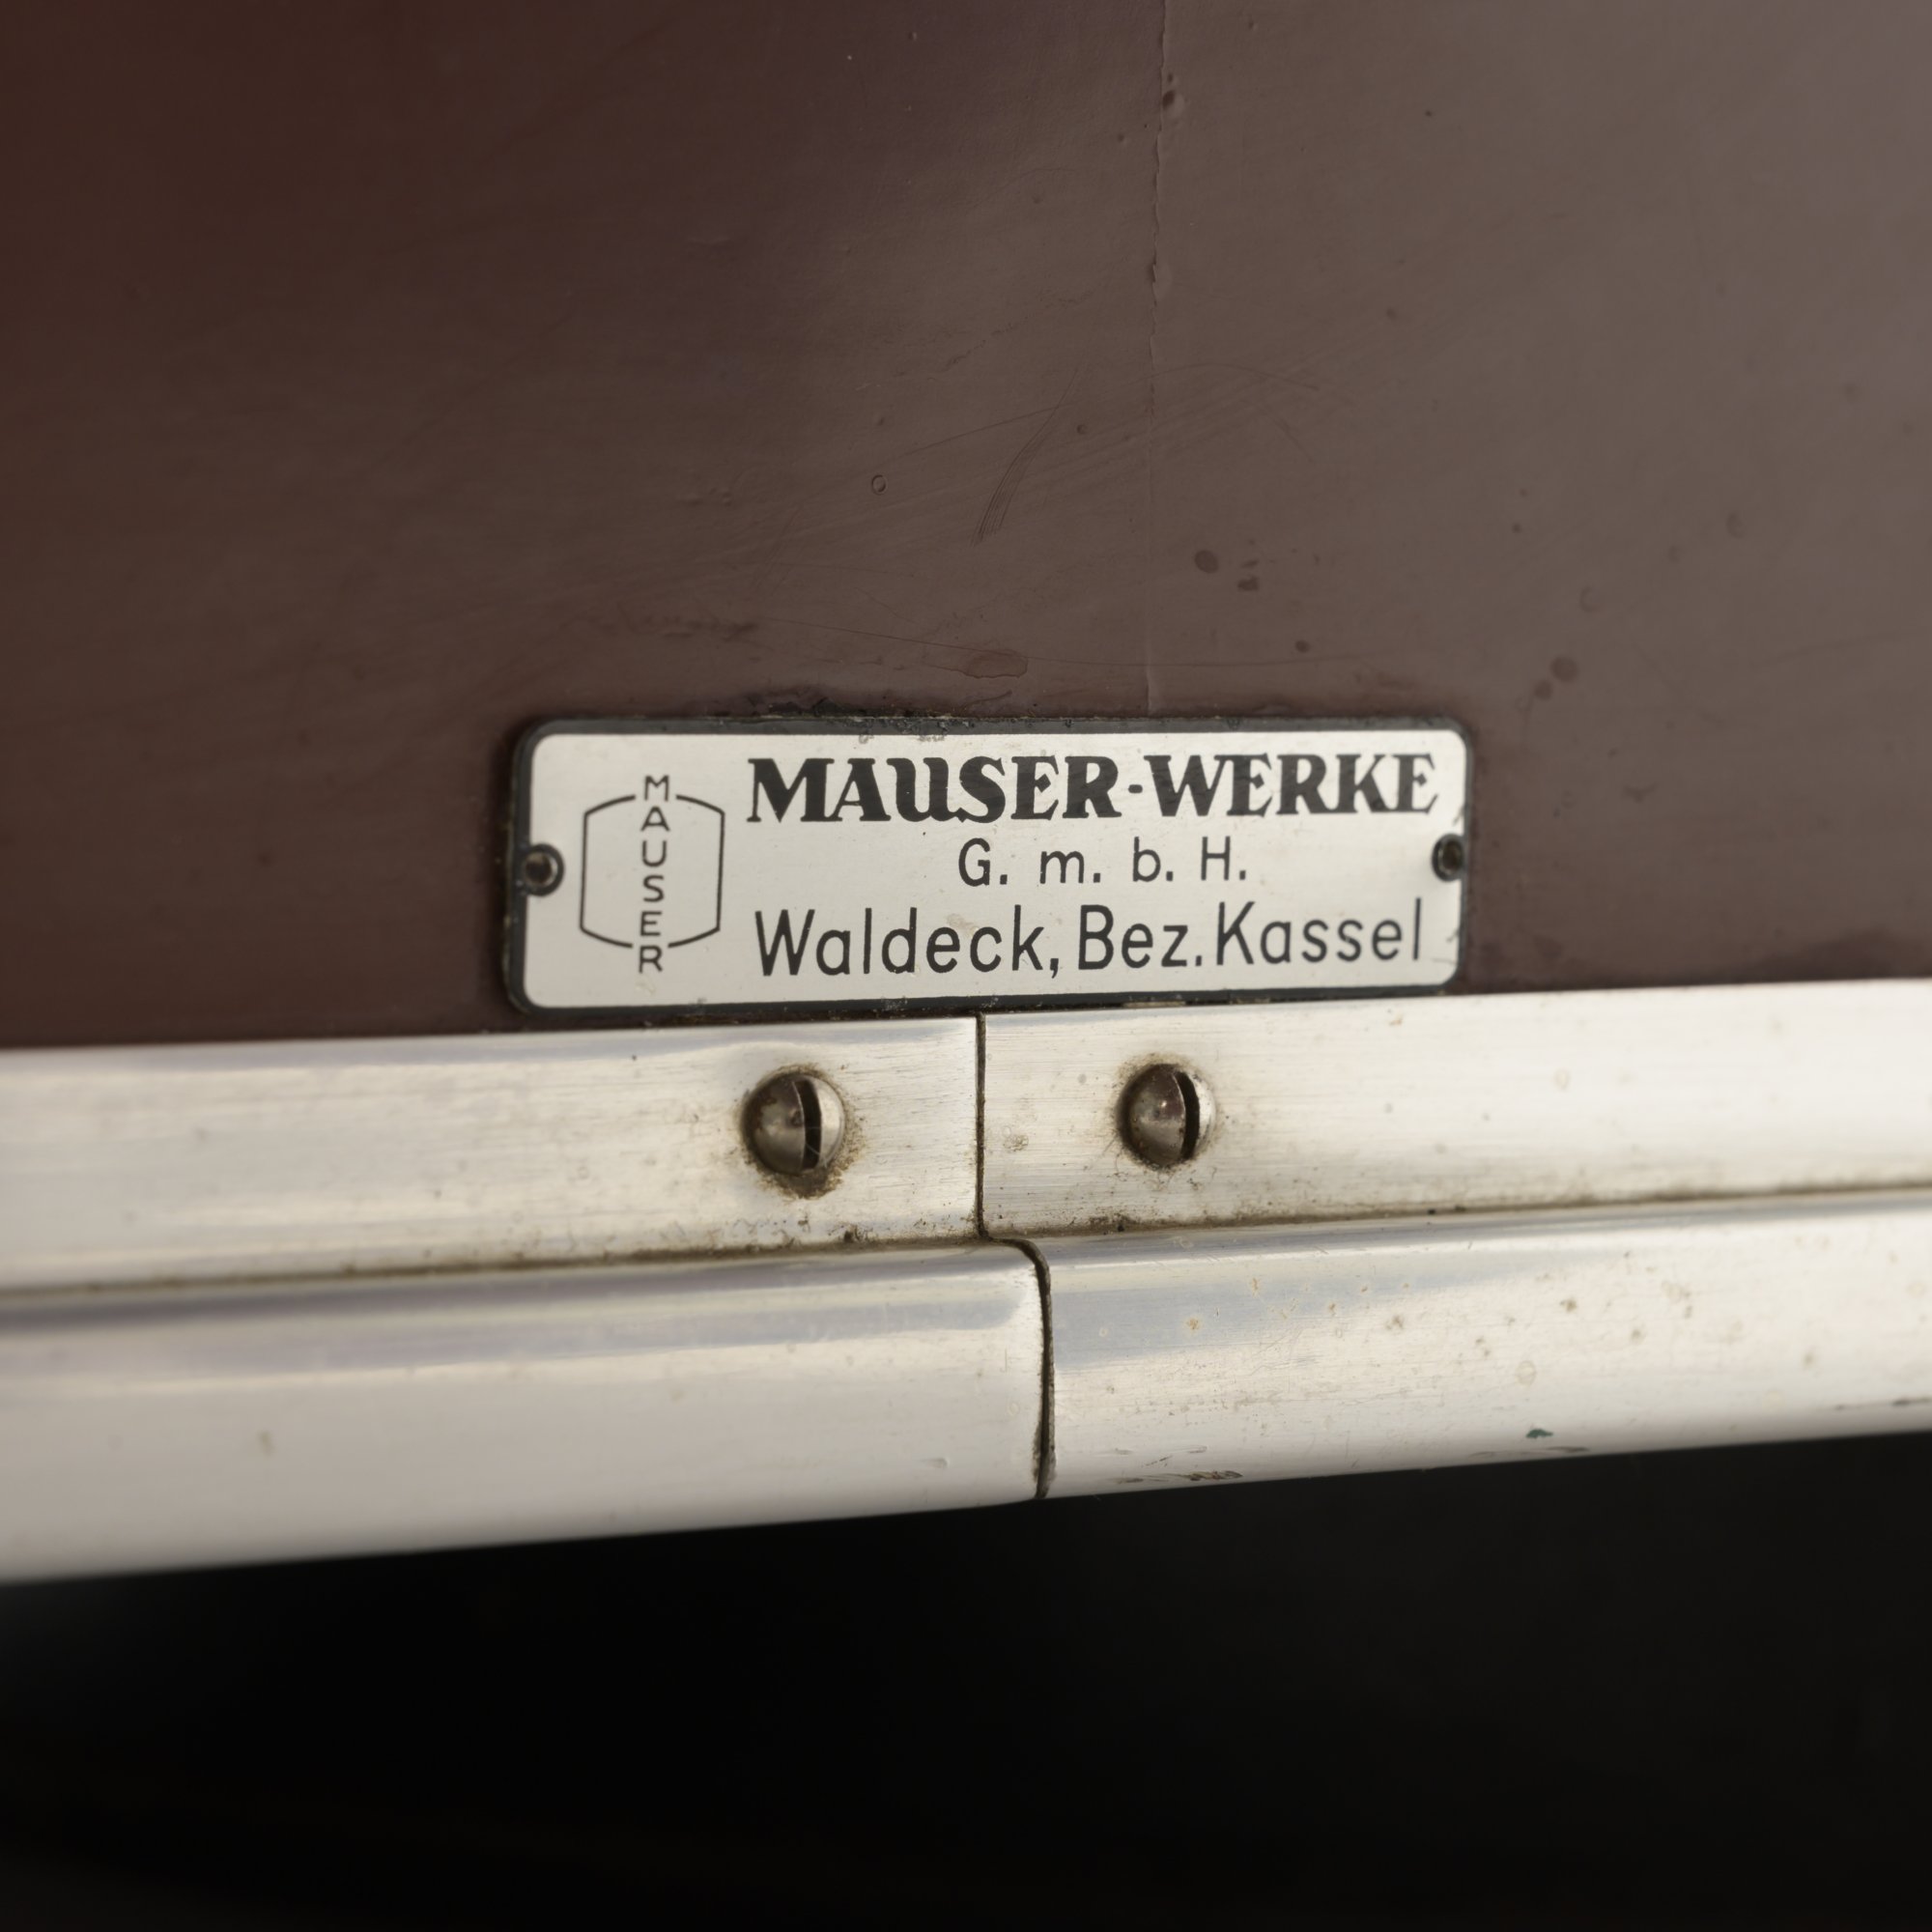 MAUSER
MAUSER-WERKE
G. m. b. H.
Waldeck, Bez. Kassel